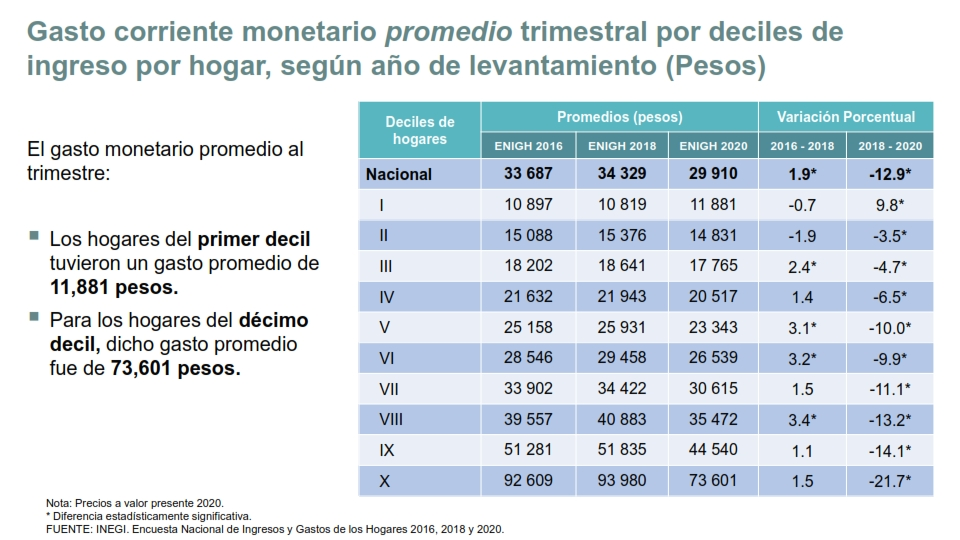 Gasto corriente monetario promedio trimestral por deciles de
ingreso por hogar, según año de levantamiento (Pesos)
El gasto monetario promedio al
trimestre:
▪ Los hogares del primer decil
tuvieron un gasto promedio de
11,881 pesos.
▪ Para los hogares del décimo
decil, dicho gasto promedio
fue de 73,601 pesos.
Deciles de
hogares
Promedios (pesos) Variación Porcentual
ENIGH 2016 ENIGH 2018 ENIGH 2020 2016 - 2018 2018 - 2020
Nacional 33 687 34 329 29 910 1.9* -12.9*
I 10 897 10 819 11 881 -0.7 9.8*
II 15 088 15 376 14 831 -1.9 -3.5*
III 18 202 18 641 17 765 2.4* -4.7*
IV 21 632 21 943 20 517 1.4 -6.5*
V 25 158 25 931 23 343 3.1* -10.0*
VI 28 546 29 458 26 539 3.2* -9.9*
VII 33 902 34 422 30 615 1.5 -11.1*
VIII 39 557 40 883 35 472 3.4* -13.2*
IX 51 281 51 835 44 540 1.1 -14.1*
X 92 609 93 980 73 601 1.5 -21.7*
Nota: Precios a valor presente 2020.
* Diferencia estadísticamente significativa.
FUENTE: INEGI. Encuesta Nacional de Ingresos y Gastos de los Hogares 2016, 2018 y 2020.